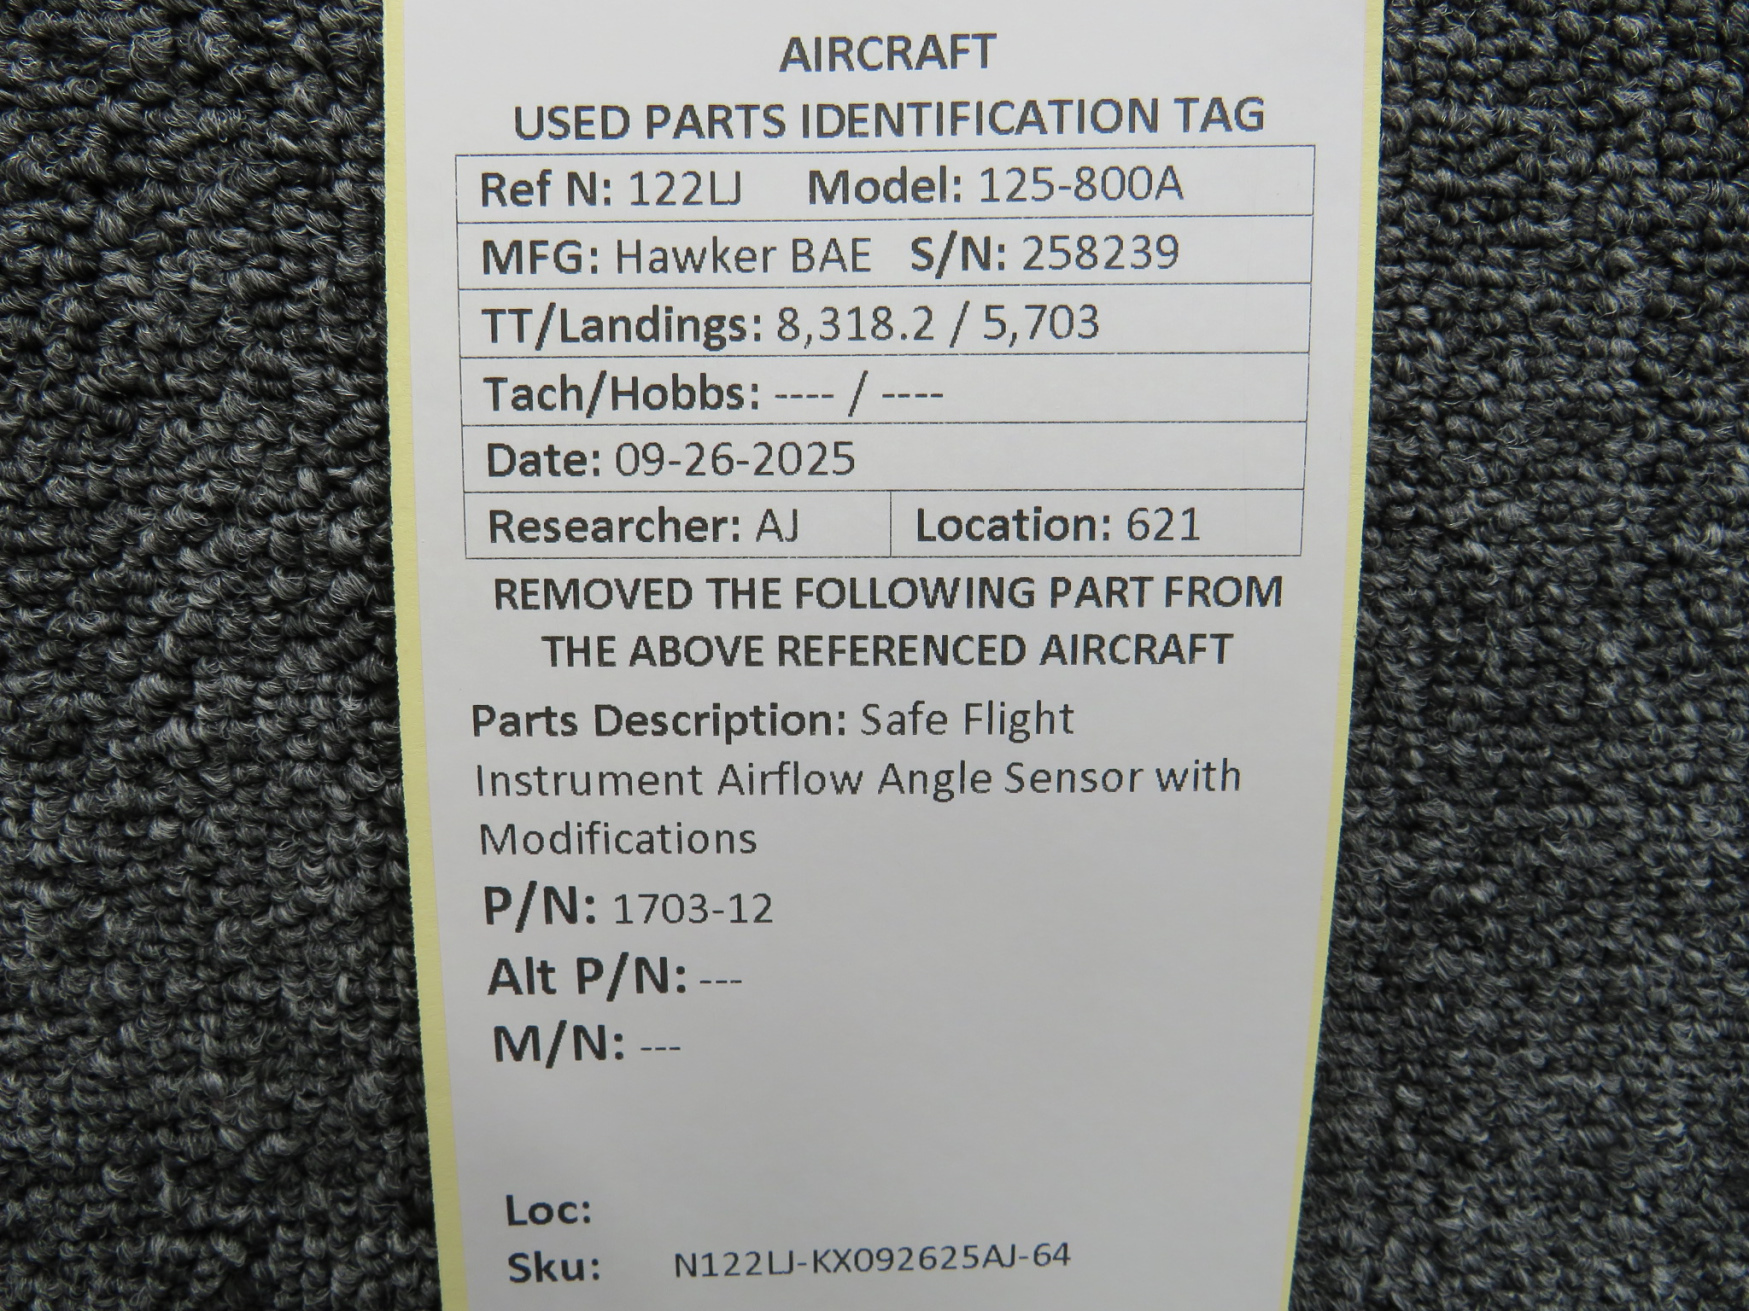 AIRCRAFT
USED PARTS IDENTIFICATION TAG
Ref N: 122LJ Model: 125-800A
MFG: Hawker BAE S/N: 258239
TT/Landings: 8,318.2 / 5,703
Tach/Hobbs: ---- / ----
Date: 09-26-2025
Researcher: AJ Location: 621
REMOVED THE FOLLOWING PART FROM
THE ABOVE REFERENCED AIRCRAFT
Parts Description: Safe Flight
Instrument Airflow Angle Sensor with
Modifications
P/N: 1703-12
Alt P/N: ---
M/N: ---
Loc:
Sku: N122LJ-KX092625AJ-64